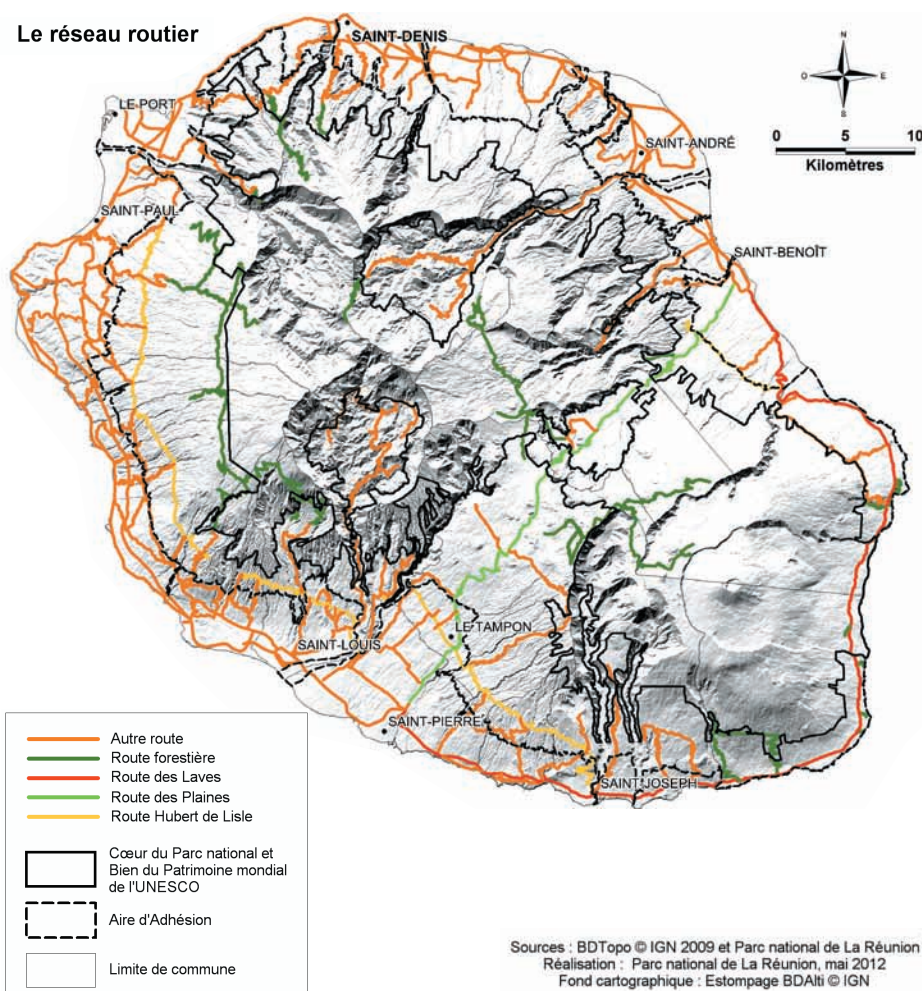 Le réseau routier
SAINT-DENIS
N
O
E
S
LE PORT
0 5 10
Kilomètres
SAINT-ANDRÉ
SAINT-PAUL
SAINT-BENOÎT
LE TAMPON
SAINT-LOUIS
SAINT-PIERRE
SAINT-JOSEPH
Autre route
Route forestière
Route des Laves
Route des Plaines
Route Hubert de Lisle
Cœur du Parc national et
Bien du Patrimoine mondial
de l'UNESCO
Aire d'Adhésion
Limite de commune
Sources : BDTopo © IGN 2009 et Parc national de La Réunion
Réalisation : Parc national de La Réunion, mai 2012
Fond cartographique : Estompage BDAlti © IGN